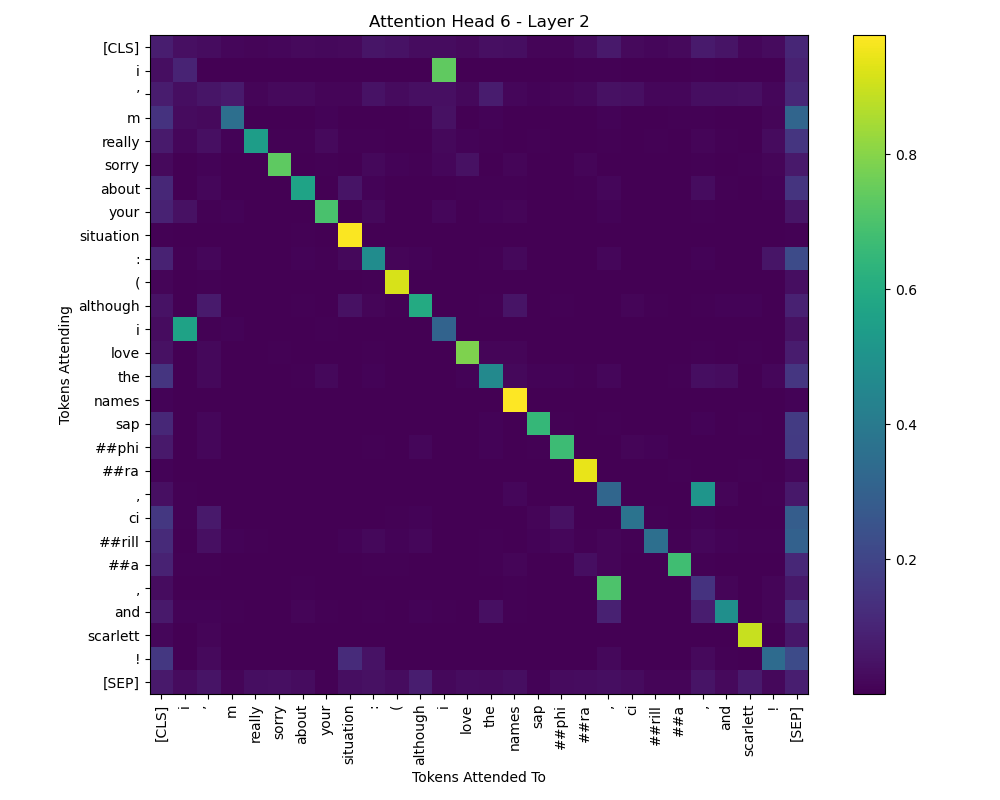 Attention Head 6 - Layer 2
[CLS]
i
’
m
really
sorry
about
your
situation
:
(
although
i
love
the
names
sap
##phi
##ra
,
ci
##rill
##a
,
and
scarlett
!
[SEP]
Tokens Attending
[CLS] i ’ m really sorry about your situation : ( although i love the names sap ##phi ##ra , ci ##rill ##a , and scarlett ! [SEP]
Tokens Attended To
0.8
0.6
0.4
0.2